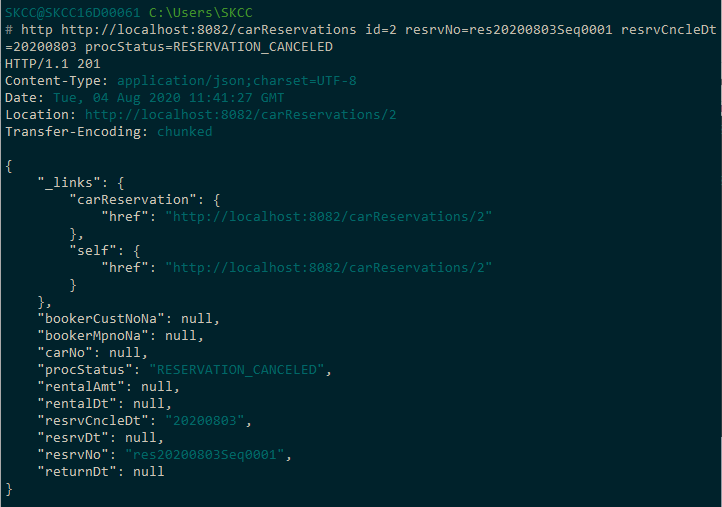 SKCC@SKCC16D00061 C:\Users\SKCC
# http http://localhost:8082/carReservations id=2 resrvNo=res20200803Seq0001 resrvCncleDt
=20200803 procStatus=RESERVATION_CANCELED
HTTP/1.1 201
Content-Type: application/json;charset=UTF-8
Date: Tue, 04 Aug 2020 11:41:27 GMT
Location: http://localhost:8082/carReservations/2
Transfer-Encoding: chunked

{
    "_links": {
        "carReservation": {
            "href": "http://localhost:8082/carReservations/2"
        },
        "self": {
            "href": "http://localhost:8082/carReservations/2"
        }
    },
    "bookerCustNoNa": null,
    "bookerMpnoNa": null,
    "carNo": null,
    "procStatus": "RESERVATION_CANCELED",
    "rentalAmt": null,
    "rentalDt": null,
    "resrvCncleDt": "20200803",
    "resrvDt": null,
    "resrvNo": "res20200803Seq0001",
    "returnDt": null
}